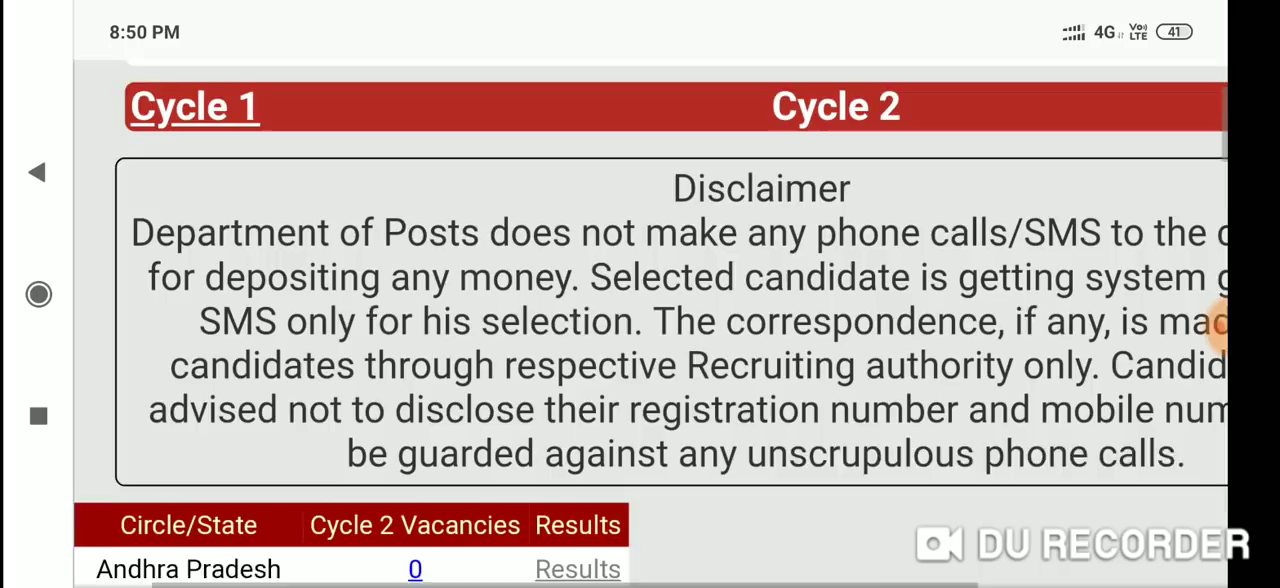 8:50 PM
4G Vo) LTE 41
Cycle 1 Cycle 2
Disclaimer
Department of Posts does not make any phone calls/SMS to the
for depositing any money. Selected candidate is getting system
SMS only for his selection. The correspondence, if any, is
candidates through respective Recruiting authority only.
advised not to disclose their registration number and mobile
be guarded against any unscrupulous phone calls.
Circle/State Cycle 2 Vacancies Results
Andhra Pradesh 0 Results
DU RECORDER